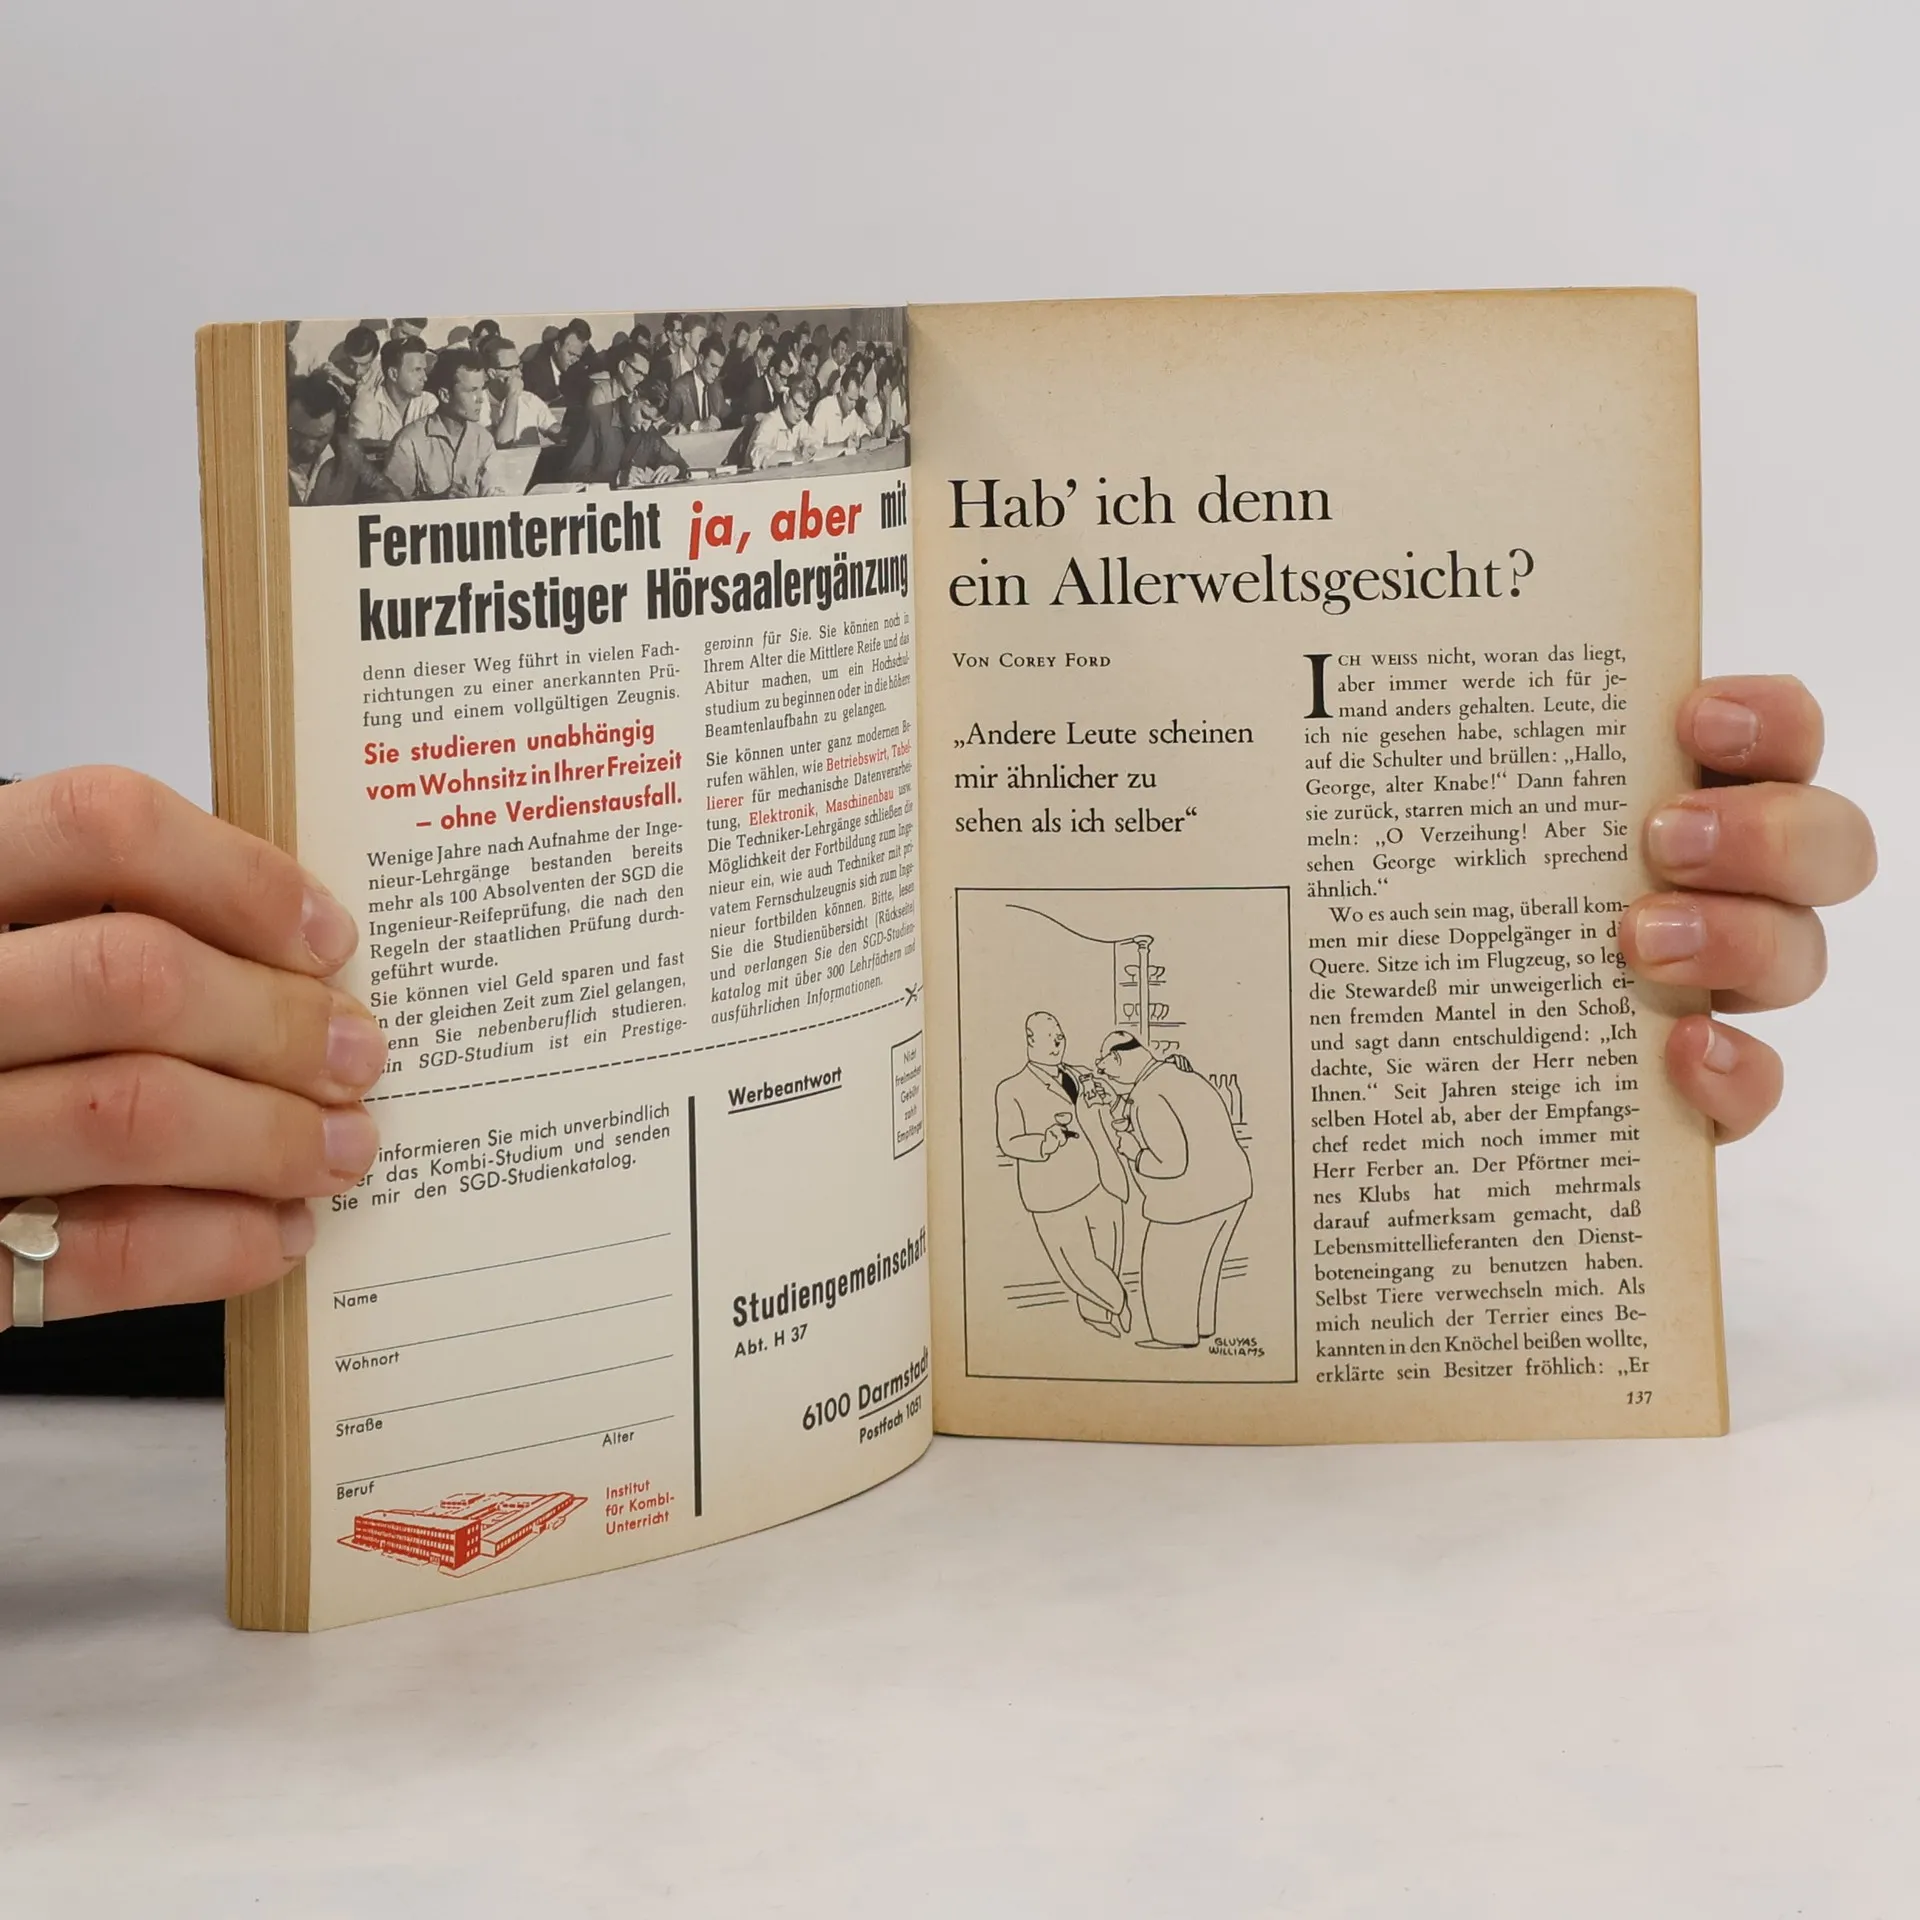 Fernunterricht ja, aber mit
kurzfristiger Hörsaalergänzung
denn dieser Weg führt in vielen Fach-
richtungen zu einer anerkannten Prü-
fung und einem vollgültigen Zeugnis.
Sie studieren unabhängig
vom Wohnsitz in Ihrer Freizeit
– ohne Verdienstausfall.
Wenige Jahre nach Aufnahme der Inge-
nieur-Lehrgänge bestanden bereits
mehr als 100 Absolventen der SGD die
Ingenieur-Reifeprüfung, die nach den
Regeln der staatlichen Prüfung durch-
geführt wurde.
Sie können viel Geld sparen und fast
in der gleichen Zeit zum Ziel gelangen,
Sie nebenberuflich studieren.
SGD-Studium ist ein Prestige-
gewinn für Sie. Sie können noch in
Ihrem Alter die Mittlere Reife und das
Abitur machen, um ein Hochschul-
studium zu beginnen oder in die höhere
Beamtenlaufbahn zu gelangen.
Sie können unter ganz modernen Be-
rufen wählen, wie Betriebswirt, Tabel-
lierer für mechanische Datenverarbei-
tung, Elektronik, Maschinenbau usw.
Die Techniker-Lehrgänge schließen die
Möglichkeit der Fortbildung zum Inge-
nieur ein, wie auch Techniker mit pri-
vatem Fernschulzeugnis sich zum Inge-
nieur fortbilden können. Bitte, lesen
Sie die Studienübersicht (Rückseite)
und verlangen Sie den SGD-Studien-
katalog mit über 300 Lehrfächern und
ausführlichen Informationen.
informieren Sie mich unverbindlich
das Kombi-Studium und senden
Sie mir den SGD-Studienkatalog.
Name
Wohnort
Straße
Alter
Beruf
Institut
für Kombi-
Unterricht
Werbeantwort
Nicht
freimachen
Gebühr
zahlt
Empfänger
Studiengemeinschaft
Abt. H 37
6100 Darmstadt
Postfach 1051
Hab' ich denn
ein Allerweltsgesicht?
VON COREY FORD
„Andere Leute scheinen
mir ähnlicher zu
sehen als ich selber“
GLUYAS
WILLIAMS
ICH WEISS nicht, woran das liegt,
aber immer werde ich für je-
mand anders gehalten. Leute, die
ich nie gesehen habe, schlagen mir
auf die Schulter und brüllen: „Hallo,
George, alter Knabe!“ Dann fahren
sie zurück, starren mich an und mur-
meln: „O Verzeihung! Aber Sie
sehen George wirklich sprechend
ähnlich.“
Wo es auch sein mag, überall kom-
men mir diese Doppelgänger in
Quere. Sitze ich im Flugzeug, so
die Stewardeß mir unweigerlich ei-
nen fremden Mantel in den Schoß,
und sagt dann entschuldigend: „Ich
dachte, Sie wären der Herr neben
Ihnen.“ Seit Jahren steige ich im
selben Hotel ab, aber der Empfangs-
chef redet mich noch immer mit
Herr Ferber an. Der Pförtner mei-
nes Klubs hat mich mehrmals
darauf aufmerksam gemacht, daß
Lebensmittellieferanten den Dienst-
boteneingang zu benutzen haben.
Selbst Tiere verwechseln mich. Als
mich neulich der Terrier eines Be-
kannten in den Knöchel beißen wollte,
erklärte sein Besitzer fröhlich: „Er
137